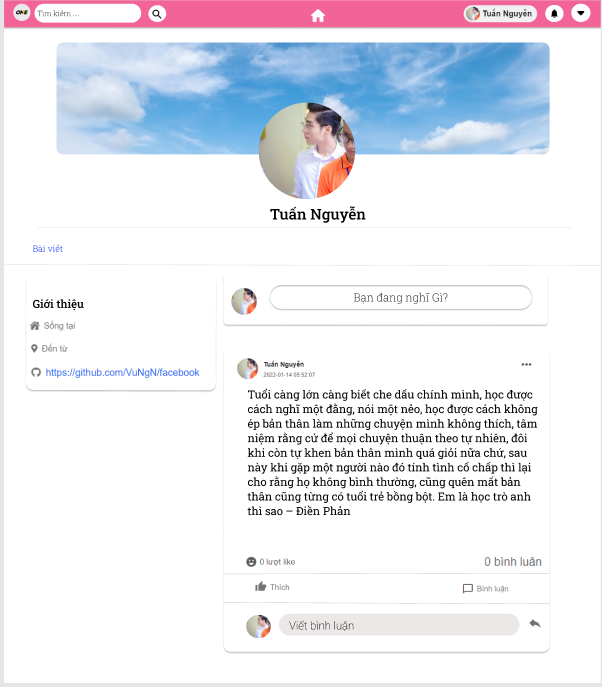 ONE
Tìm kiếm ...
Tuấn Nguyễn
Tuấn Nguyễn
Bài viết
Giới thiệu
Sống tại
Đến từ
https://github.com/VuNgN/facebook
Bạn đang nghĩ Gì?
Tuấn Nguyễn
2022-01-14 05:52:07
Tuổi càng lớn càng biết che dấu chính mình, học được
cách nghĩ một đằng, nói một nẻo, học được cách không
ép bản thân làm những chuyện mình không thích, tâm
niệm rằng cứ để mọi chuyện thuận theo tự nhiên, đôi
khi còn tự khen bản thân mình quá giỏi nữa chứ, sau
này khi gặp một người nào đó tính tình cố chấp thì lại
cho rằng họ không bình thường, cũng quên mất bản
thân cũng từng có tuổi trẻ bồng bột. Em là học trò anh
thì sao – Điền Phản
0 lượt like
0 bình luân
Thích
Bình luận
Viết bình luận